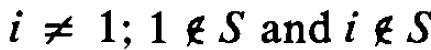 i ≠ 1; 1 ∉ S and i ∉ S